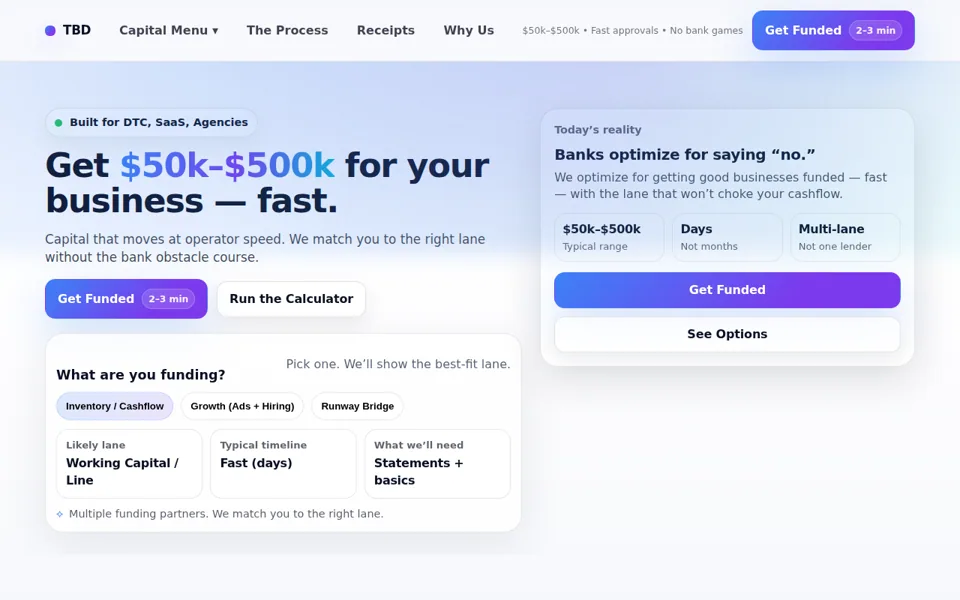 TBD
Capital Menu ▾
The Process
Receipts
Why Us
$50k–$500k • Fast approvals • No bank games
Get Funded 2–3 min
Built for DTC, SaaS, Agencies
Get $50k–$500k for your
business — fast.
Capital that moves at operator speed. We match you to the right lane
without the bank obstacle course.
Get Funded 2–3 min
Run the Calculator
What are you funding?
Pick one. We’ll show the best-fit lane.
Inventory / Cashflow
Growth (Ads + Hiring)
Runway Bridge
Likely lane
Working Capital /
Line
Typical timeline
Fast (days)
What we’ll need
Statements +
basics
Multiple funding partners. We match you to the right lane.
Today’s reality
Banks optimize for saying “no.”
We optimize for getting good businesses funded — fast
— with the lane that won’t choke your cashflow.
$50k–$500k
Typical range
Days
Not months
Multi-lane
Not one lender
Get Funded
See Options